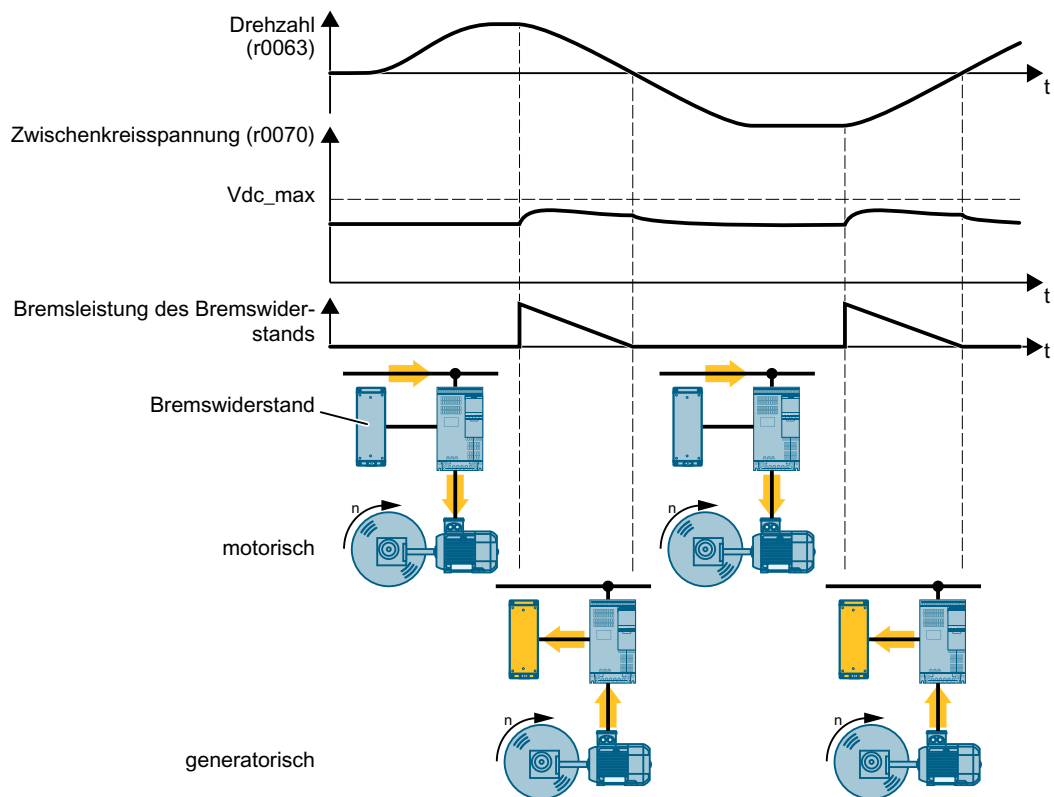 Drehzahl
(r0063)
t
Zwischenkreisspannung (r0070)
Vdc_max
t
Bremsleistung des Bremswider-
stands
t
Bremswiderstand
n
n
motorisch
n
n
generatorisch